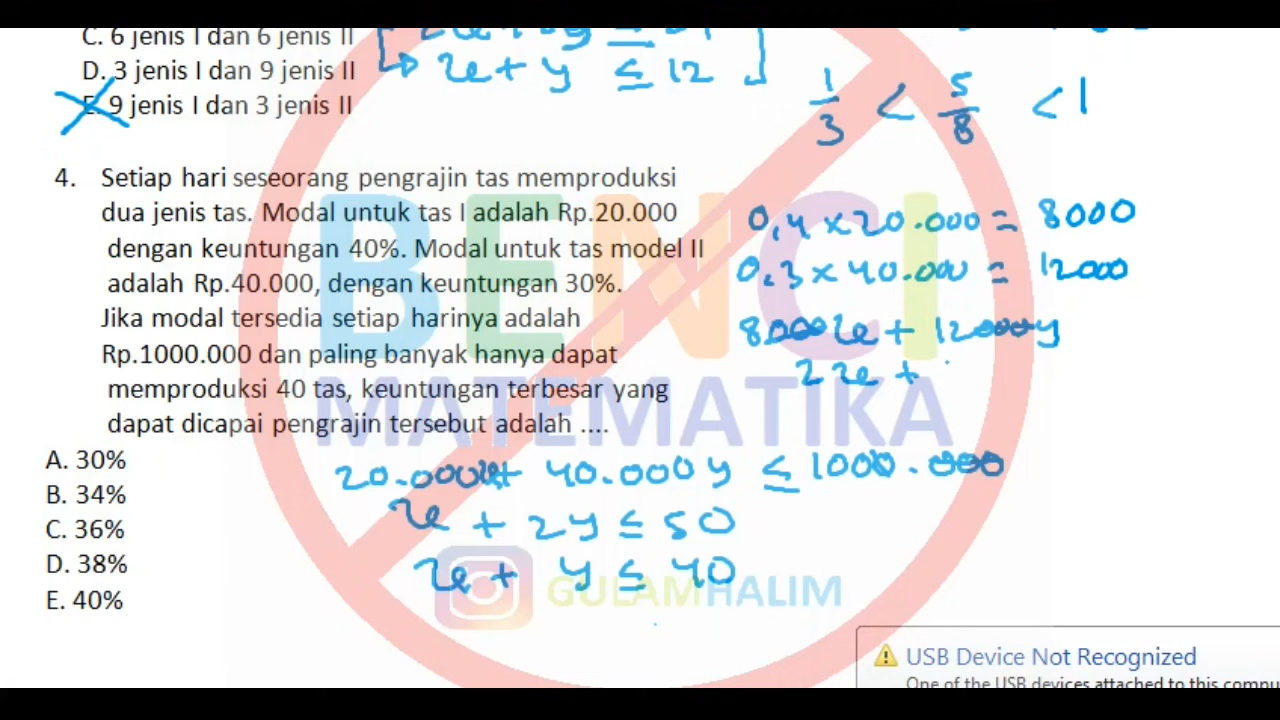 C. 6 jenis I dan 6 jenis II
D. 3 jenis I dan 9 jenis II
x + y ≤ 12
E. 9 jenis I dan 3 jenis II
1/3 < 5/8 < 1
4. Setiap hari seseorang pengrajin tas memproduksi
dua jenis tas. Modal untuk tas I adalah Rp.20.000
dengan keuntungan 40%. Modal untuk tas model II
adalah Rp.40.000, dengan keuntungan 30%.
Jika modal tersedia setiap harinya adalah
Rp.1000.000 dan paling banyak hanya dapat
memproduksi 40 tas, keuntungan terbesar yang
dapat dicapai pengrajin tersebut adalah ....
0,4 x 20.000 = 8000
0,3 x 40.000 = 12000
8000x + 12000y
2x +
A. 30%
B. 34%
C. 36%
D. 38%
E. 40%
20.000x + 40.000y ≤ 1000.000
x + 2y ≤ 50
x + y ≤ 40
BENCI
MATEMATIKA
GULAMHALIM
USB Device Not Recognized
One of the USB devices attached to this compu